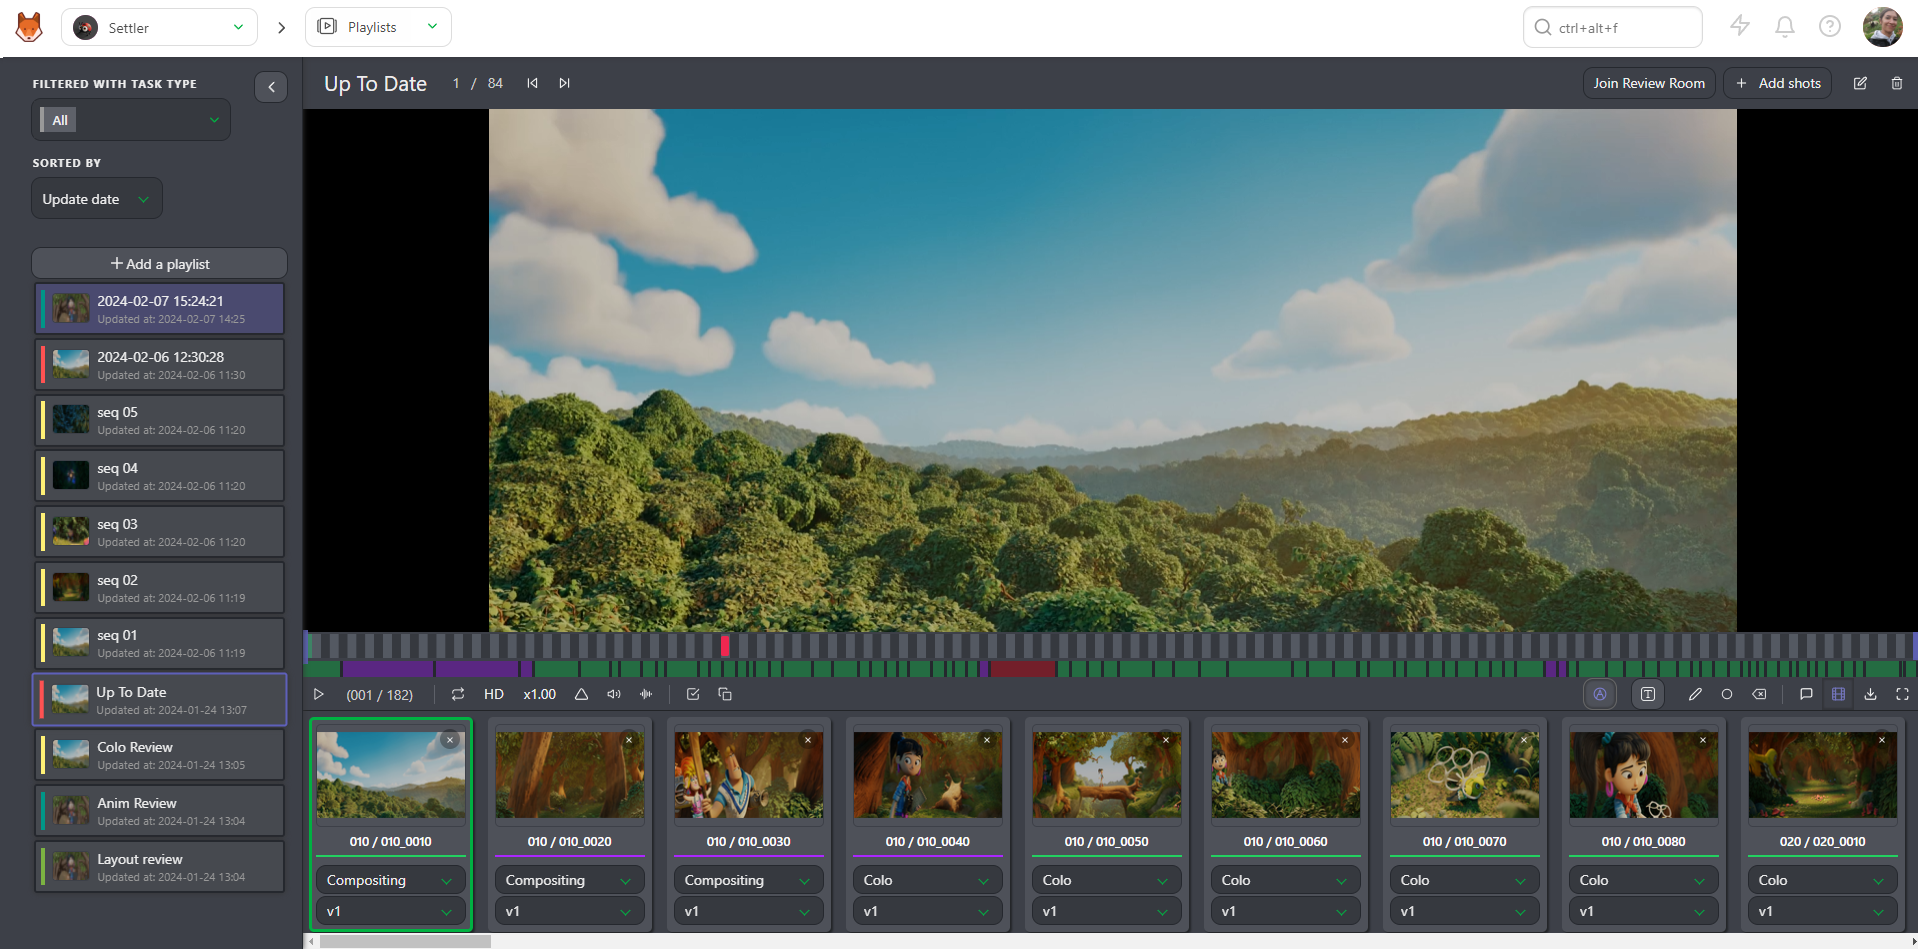 Settler
Playlists
ctrl+alt+f
FILTERED WITH TASK TYPE
All
SORTED BY
Update date
+ Add a playlist
2024-02-07 15:24:21
Updated at: 2024-02-07 14:25
2024-02-06 12:30:28
Updated at: 2024-02-06 11:30
seq 05
Updated at: 2024-02-06 11:20
seq 04
Updated at: 2024-02-06 11:20
seq 03
Updated at: 2024-02-06 11:20
seq 02
Updated at: 2024-02-06 11:19
seq 01
Updated at: 2024-02-06 11:19
Up To Date
Updated at: 2024-01-24 13:07
Colo Review
Updated at: 2024-01-24 13:05
Anim Review
Updated at: 2024-01-24 13:04
Layout review
Updated at: 2024-01-24 13:04
Up To Date 1 / 84
Join Review Room + Add shots
(001 / 182) HD x1.00
010 / 010_0010 010 / 010_0020 010 / 010_0030 010 / 010_0040 010 / 010_0050 010 / 010_0060 010 / 010_0070 010 / 010_0080 020 / 020_0010
Compositing Compositing Compositing Colo Colo Colo Colo Colo Colo
v1 v1 v1 v1 v1 v1 v1 v1 v1